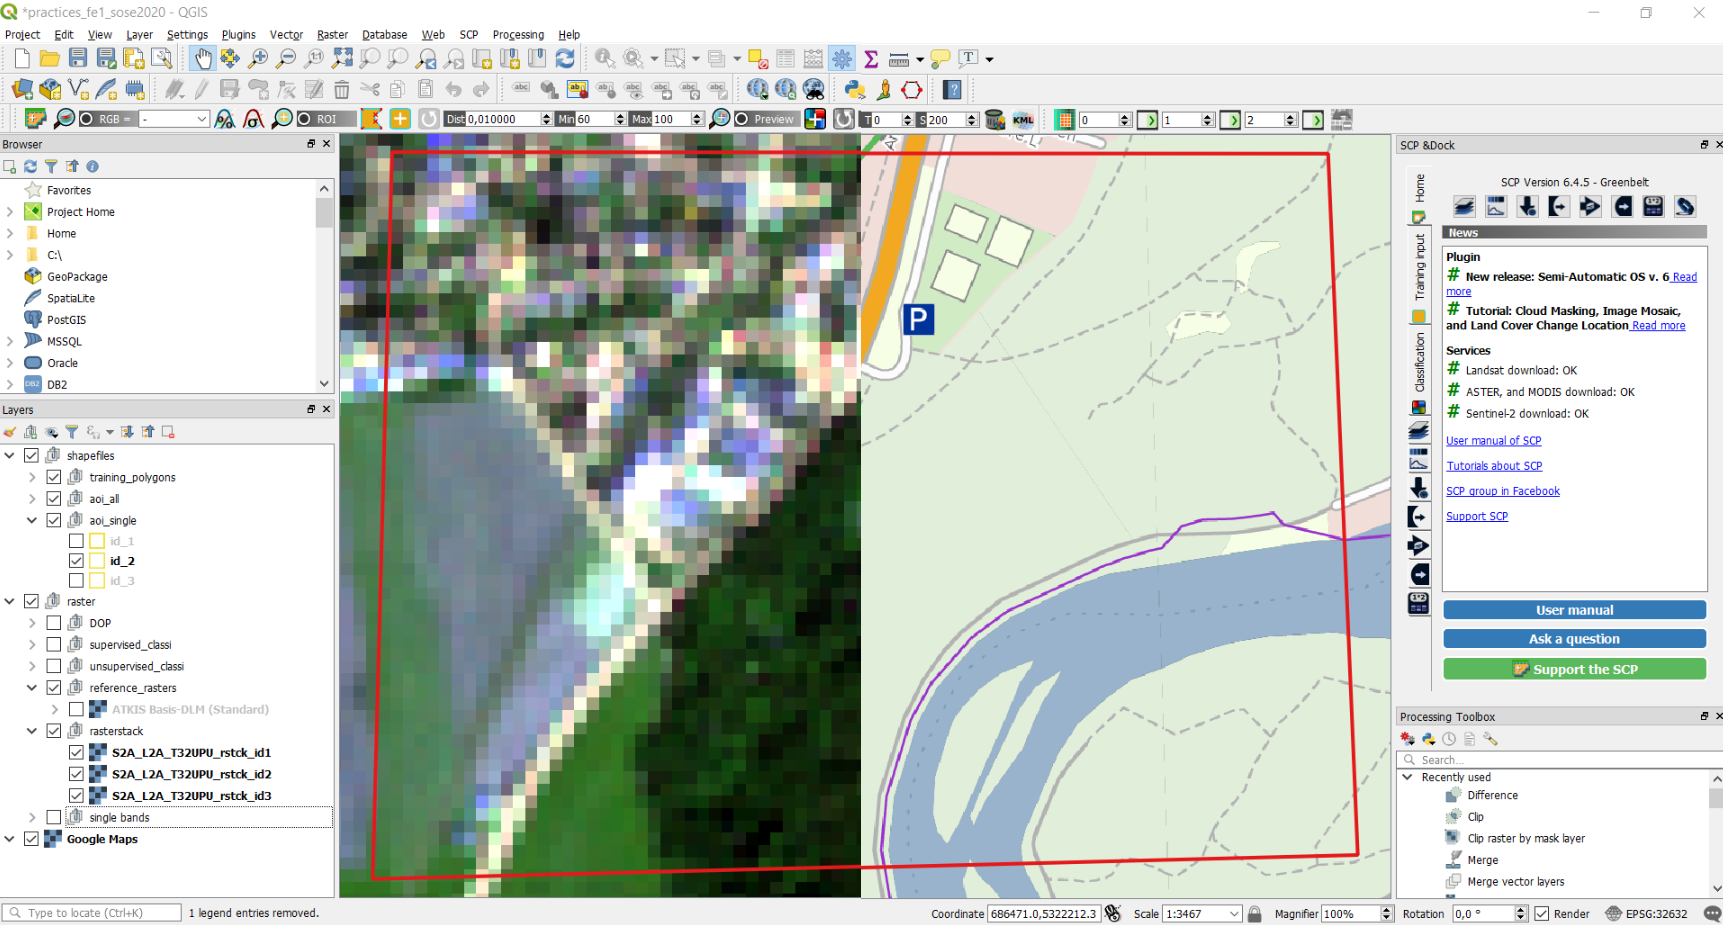 *practices_fe1_sose2020 - QGIS
Project Edit View Layer Settings Plugins Vector Raster Database Web SCP Processing Help
RGB = - ROI Dist 0,010000 Min 60 Max 100 Preview T 0 S 200 KML 0 1 2
Browser
Favorites
Project Home
Home
C:\
GeoPackage
SpatiaLite
PostGIS
MSSQL
Oracle
DB2 DB2
Layers
shapefiles
training_polygons
aoi_all
aoi_single
id_1
id_2
id_3
raster
DOP
supervised_classi
unsupervised_classi
reference_rasters
ATKIS Basis-DLM (Standard)
rasterstack
S2A_L2A_T32UPU_rstck_id1
S2A_L2A_T32UPU_rstck_id2
S2A_L2A_T32UPU_rstck_id3
single bands
Google Maps
P
SCP &Dock
Home
Training input
Classification
SCP Version 6.4.5 - Greenbelt
News
Plugin
# New release: Semi-Automatic OS v. 6 Read
more
# Tutorial: Cloud Masking, Image Mosaic,
and Land Cover Change Location Read more
Services
# Landsat download: OK
# ASTER, and MODIS download: OK
# Sentinel-2 download: OK
User manual of SCP
Tutorials about SCP
SCP group in Facebook
Support SCP
User manual
Ask a question
Support the SCP
Processing Toolbox
Search...
Recently used
Difference
Clip
Clip raster by mask layer
Merge
Merge vector layers
Type to locate (Ctrl+K) 1 legend entries removed. Coordinate 686471.0,5322212.3 Scale 1:3467 Magnifier 100% Rotation 0,0 ° Render EPSG:32632